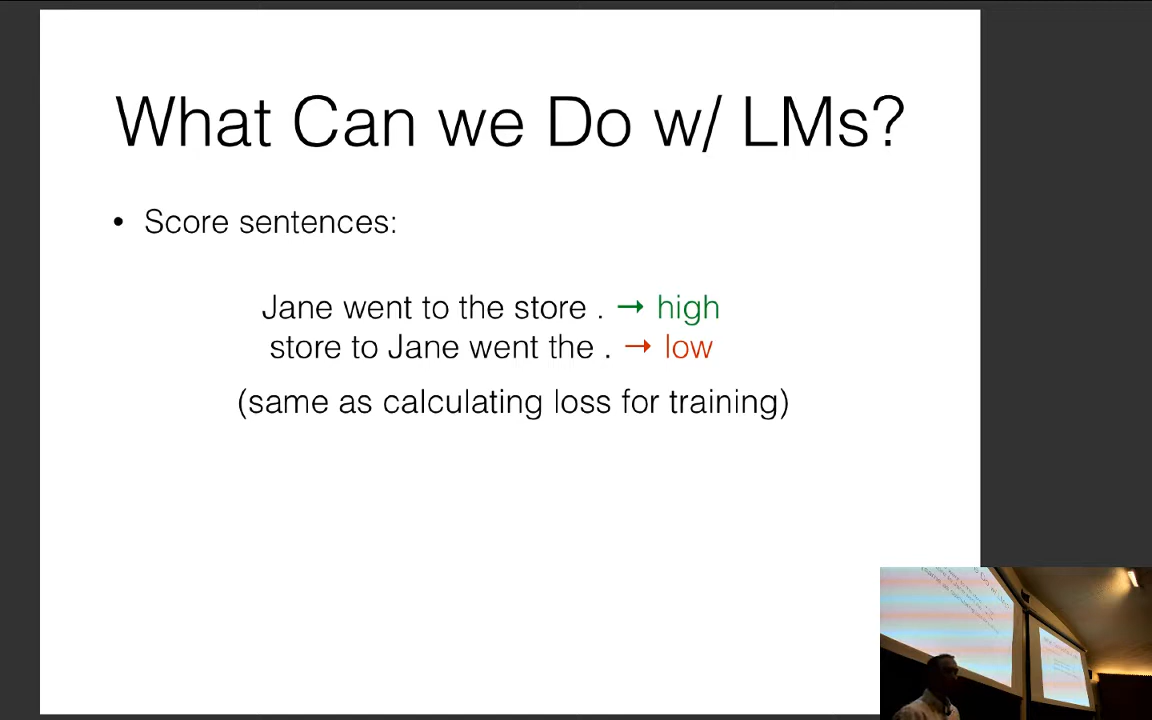 What Can we Do w/ LMs?
• Score sentences:
Jane went to the store . → high
store to Jane went the . → low
(same as calculating loss for training)